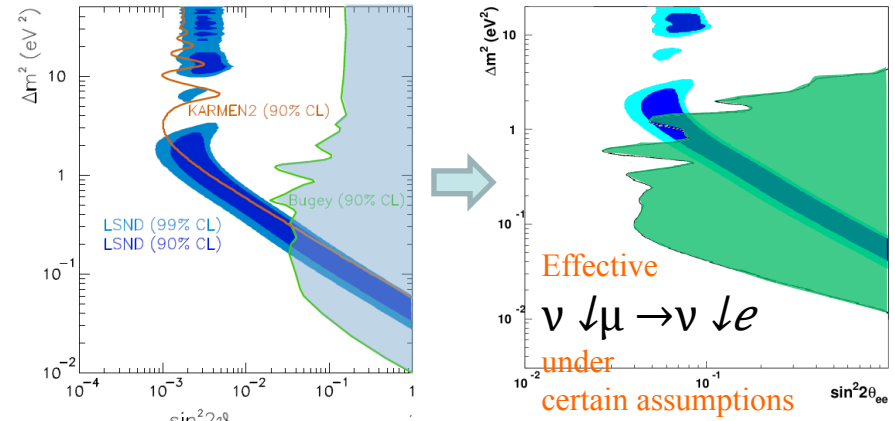 Δm² (eV²)
10
1
10⁻¹
10⁻²
10⁻⁴
10⁻³
10⁻²
10⁻¹
1
KARMEN2 (90% CL)
Bugey (90% CL)
LSND (99% CL)
LSND (90% CL)
sin²2ϑ
Δm² (eV²)
10
1
10⁻¹
10⁻²
10⁻²
10⁻¹
sin²2θee
Effective
ν ↓μ →ν ↓e
under
certain assumptions